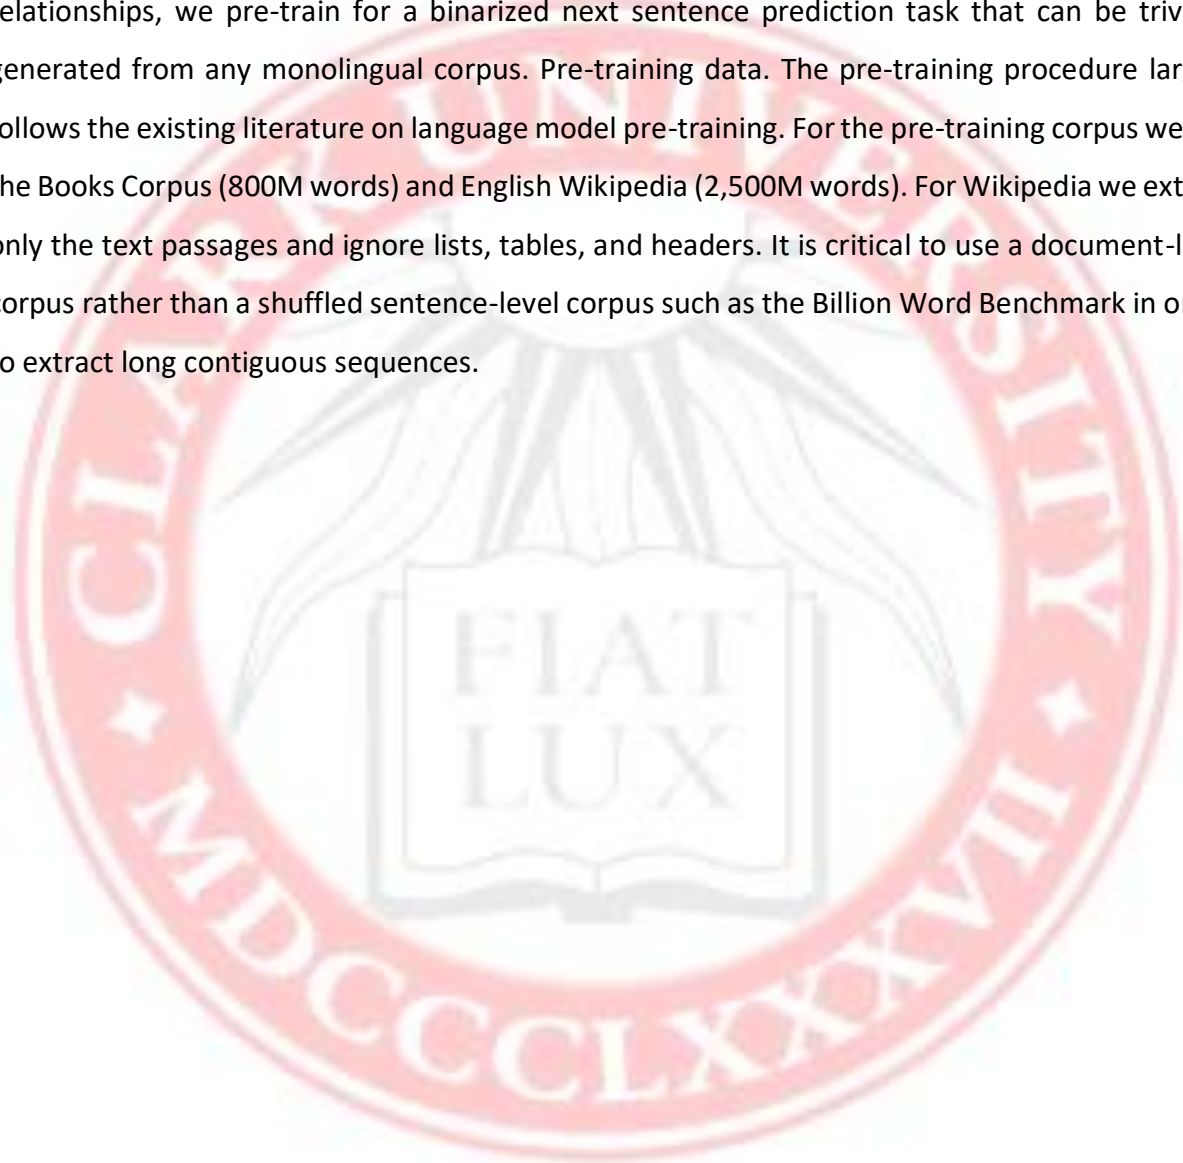 elationships, we pre-train for a binarized next sentence prediction task that can be triv
generated from any monolingual corpus. Pre-training data. The pre-training procedure lar
ollows the existing literature on language model pre-training. For the pre-training corpus we
he Books Corpus (800M words) and English Wikipedia (2,500M words). For Wikipedia we ext
only the text passages and ignore lists, tables, and headers. It is critical to use a document-l
corpus rather than a shuffled sentence-level corpus such as the Billion Word Benchmark in o
o extract long contiguous sequences.
CLARK UNIVERSITY
FIAT
LUX
MDCCCLXXXVII